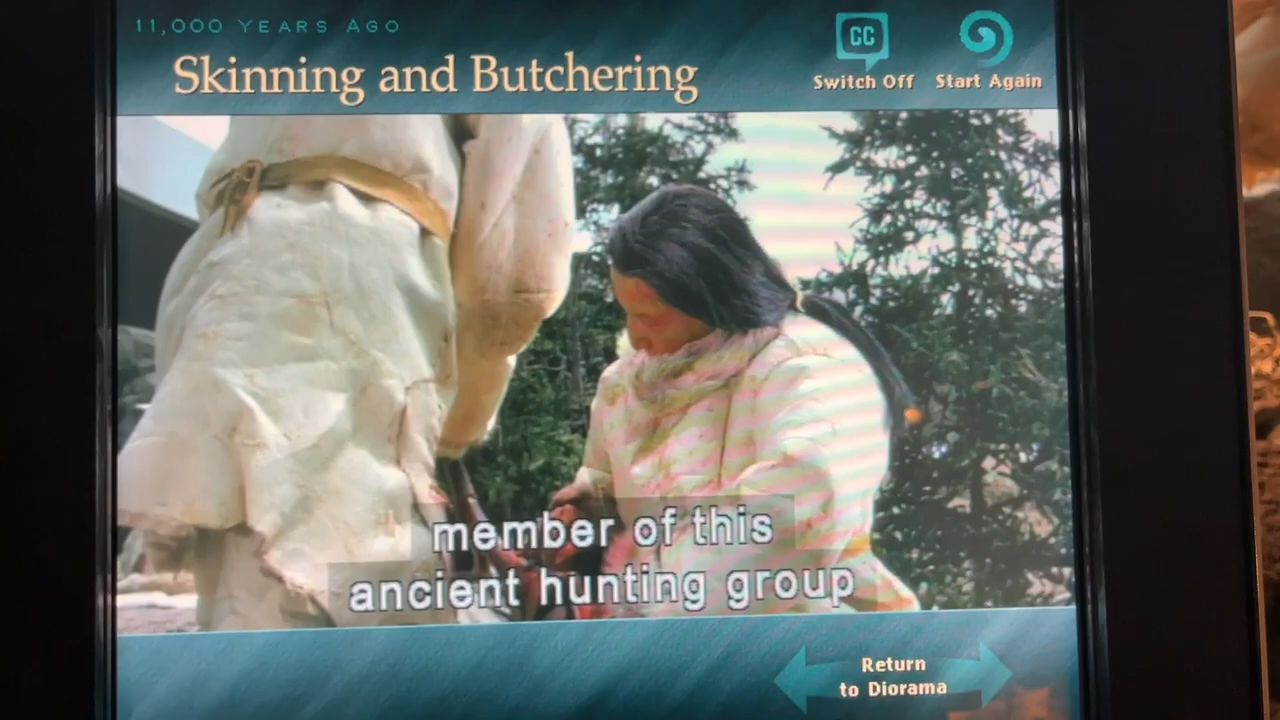 11,000 YEARS AGO
Skinning and Butchering
CC
Switch Off
Start Again
member of this
ancient hunting group
Return
to Diorama